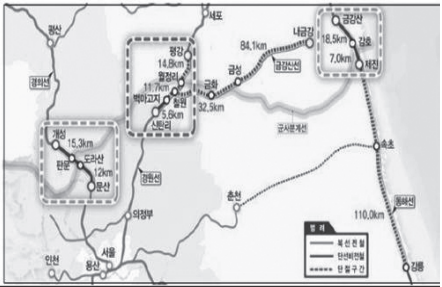 세포
평산
평강
14.8km
월정리
11.7km
백마고지
철원
5.6km
신탄리
금화
32.5km
금성
84.1km
내금강
금강산선
금강산
18.5km
감호
7.0km
제진
군사분계선
경의선
개성
15.3km
판문
도라산
12km
문산
경원선
의정부
춘천
속초
110.0km
동해선
강릉
서울
용산
인천
범 례
복선전철
단선비전철
단절구간